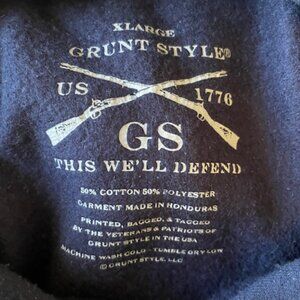 XLARGE
GRUNT STYLE®
US 1776
GS
THIS WE'LL DEFEND
50% COTTON 50% POLYESTER
GARMENT MADE IN HONDURAS
PRINTED, BAGGED, & TAGGED
BY THE VETERANS & PATRIOTS OF
GRUNT STYLE IN THE USA
MACHINE WASH COLD - TUMBLE DRY LOW
© GRUNT STYLE, LLC